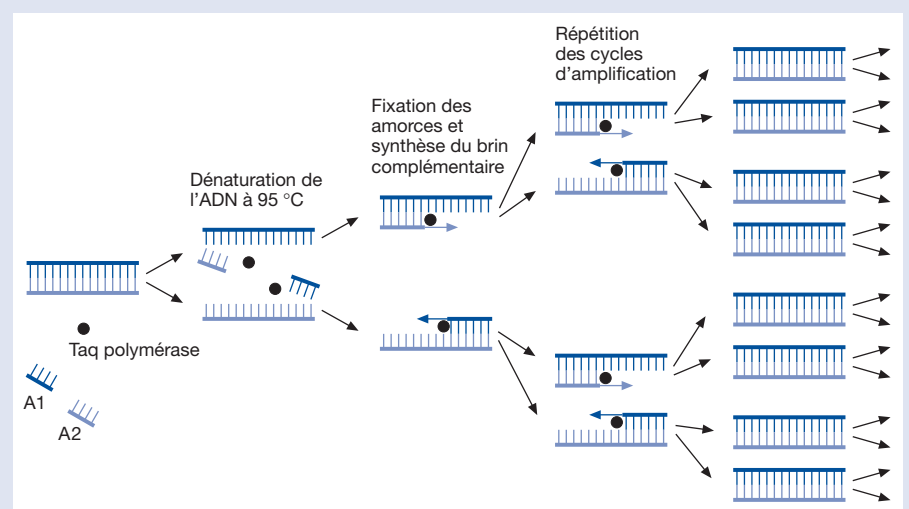 Répétition
des cycles
d'amplification
Fixation des
amorces et
synthèse du brin
complémentaire
Dénaturation de
l'ADN à 95 °C
Taq polymérase
A1
A2